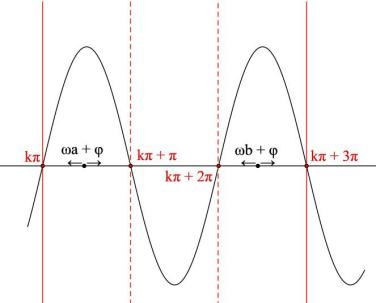 kπ
ωa + φ
kπ + π
kπ + 2π
ωb + φ
kπ + 3π